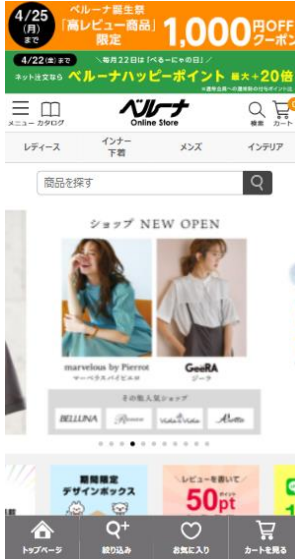 4/25
(月)
まで
ベルーナ誕生祭
「高レビュー商品」
限定
1,000円OFF
クーポン
4/22(金)まで
＼毎月22日は「べるーにゃの日」／
ネット注文なら ベルーナハッピーポイント 最大+20倍
メニュー
カタログ
ベルーナ
Online Store
検索
カート
レディース
インナー
下着
メンズ
インテリア
商品を探す
ショップ NEW OPEN
marvelous by Pierrot
マーベラスバイピエロ
GeeRA
ジーラ
その他人気ショップ
BELLUNA
Ranan
期間限定
デザインボックス
＼レビューを書いて／
50pt
トップページ
絞り込み
お気に入り
カートを見る